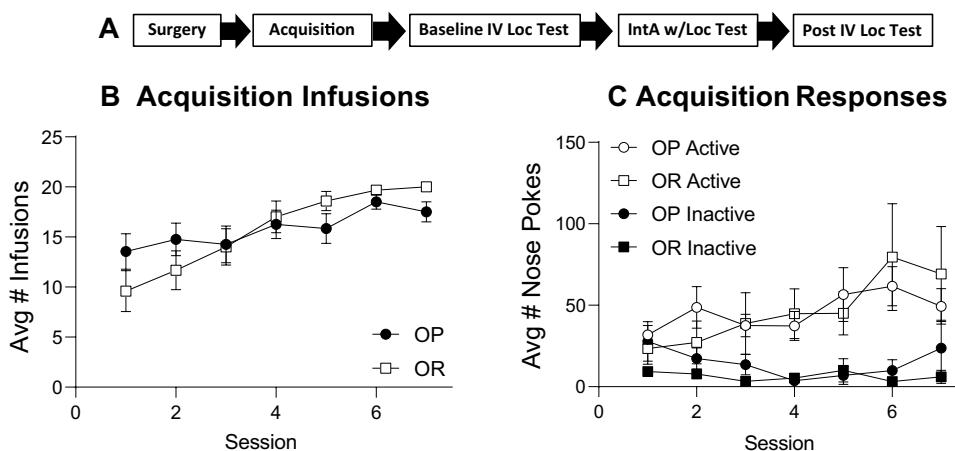 A Surgery Acquisition Baseline IV Loc Test IntA w/Loc Test Post IV Loc Test
B Acquisition Infusions
25
20
15
10
5
0
0 2 4 6
Avg # Infusions
Session
OP
OR
C Acquisition Responses
150
100
50
0
0 2 4 6
Avg # Nose Pokes
Session
OP Active
OR Active
OP Inactive
OR Inactive